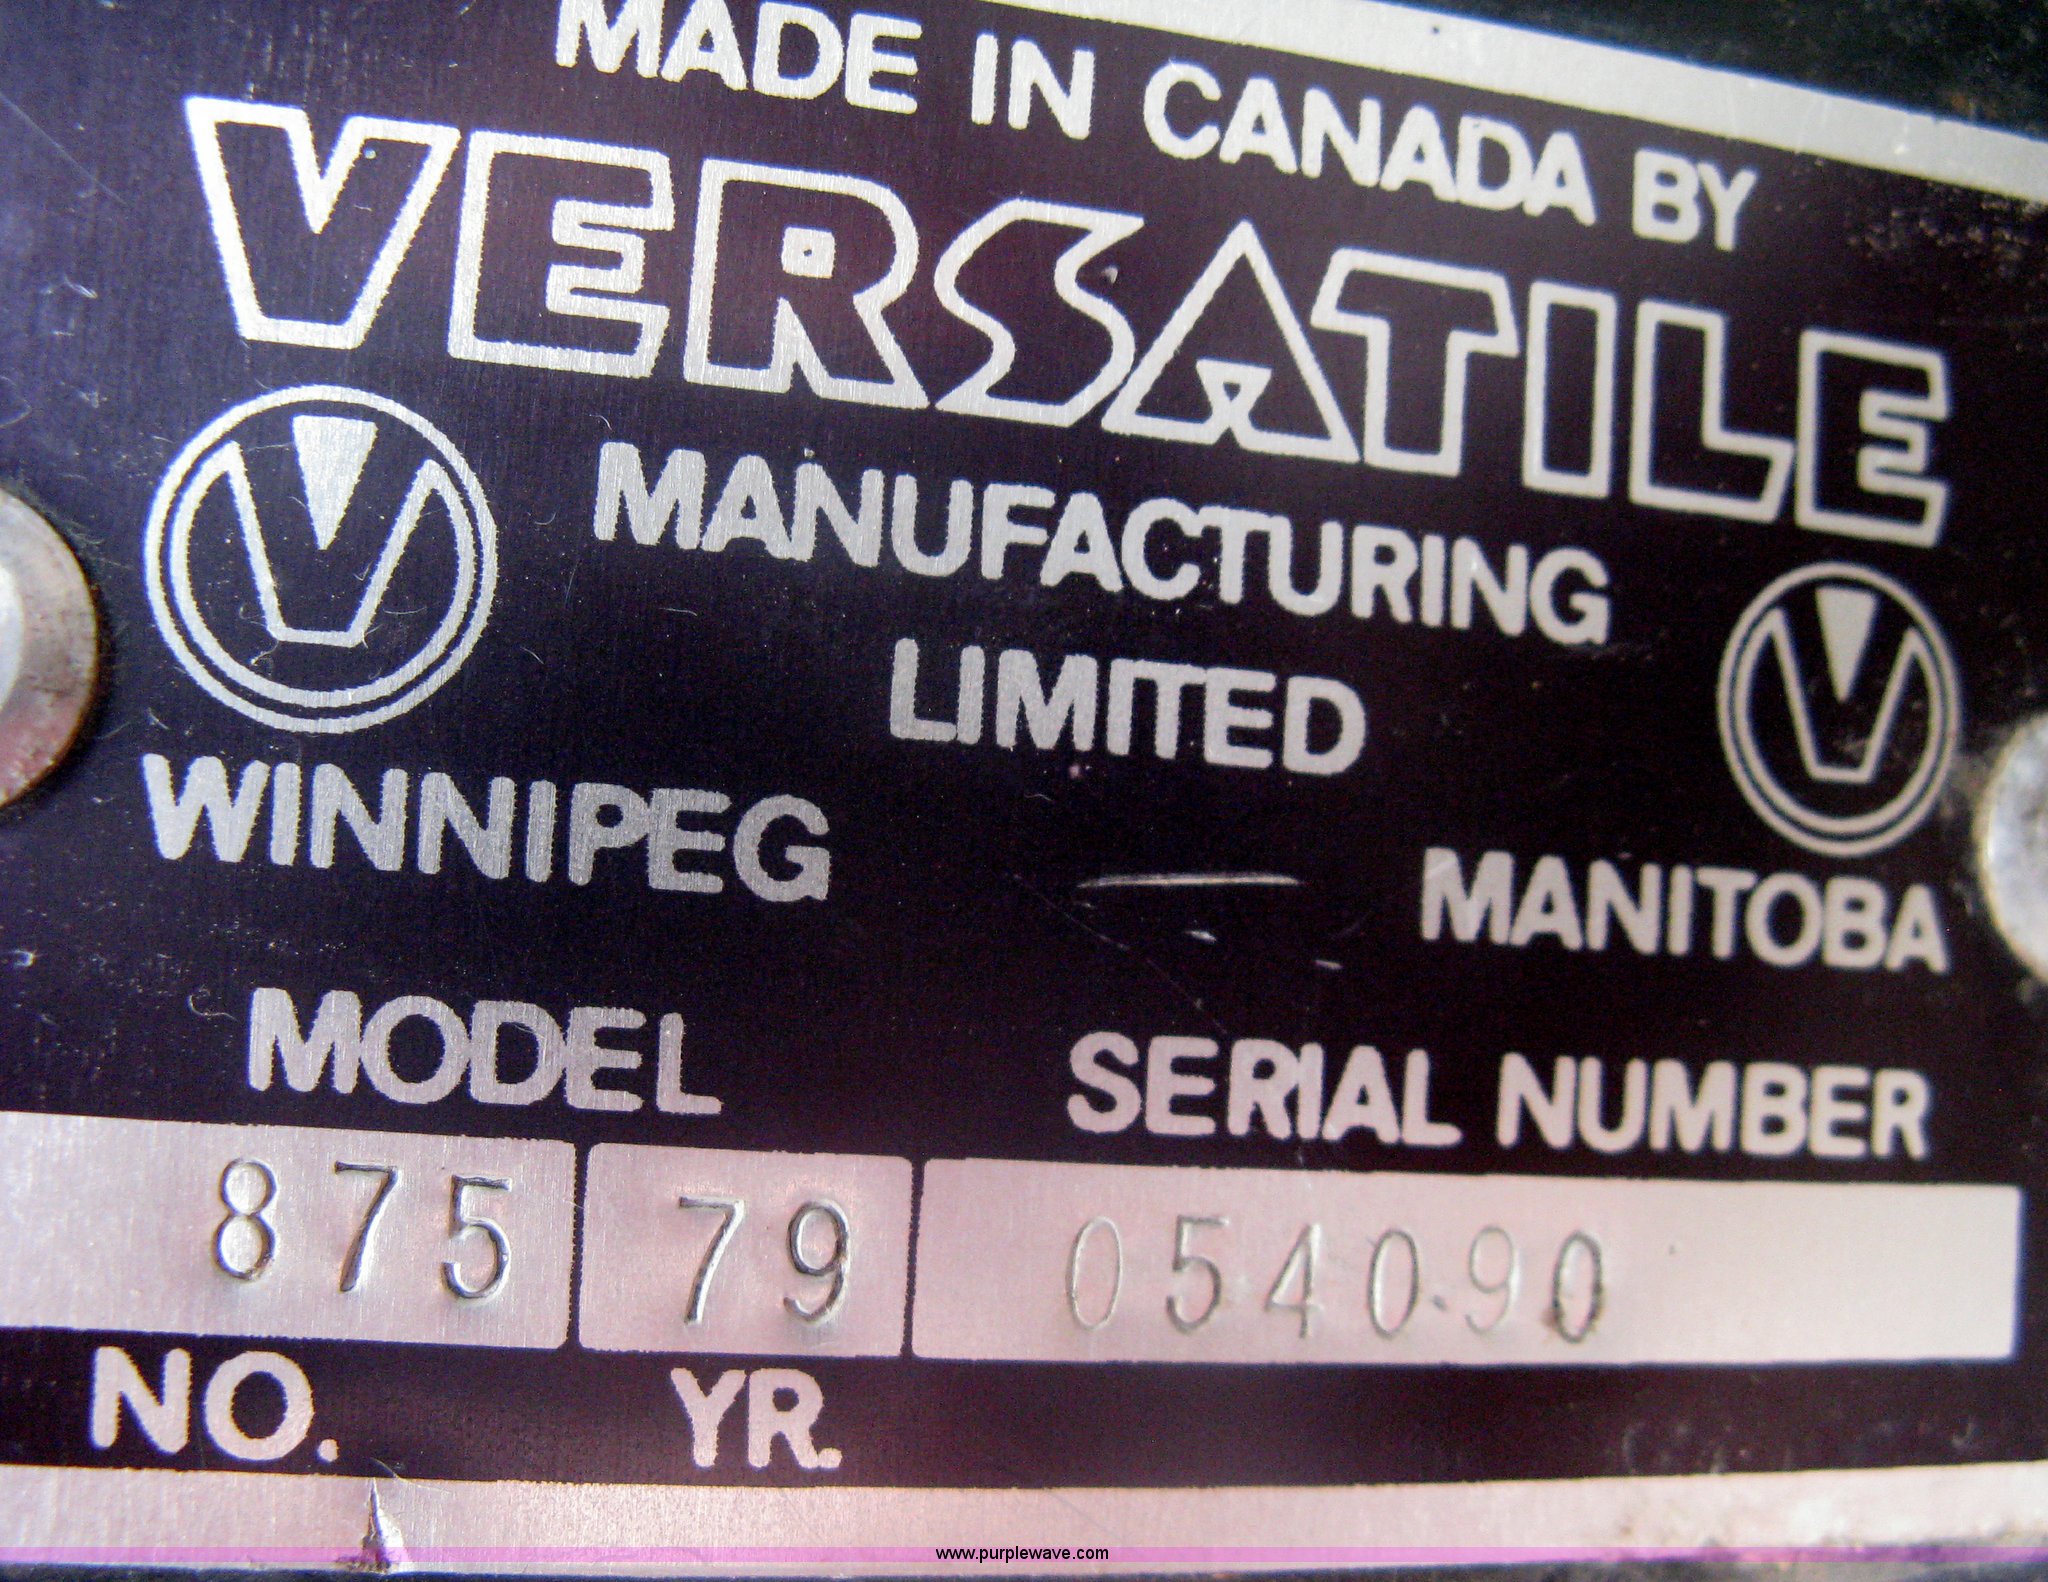 MADE IN CANADA BY
VERSATILE
MANUFACTURING
LIMITED
WINNIPEG MANITOBA
MODEL SERIAL NUMBER
875 79 054090
NO. YR.
www.purplewave.com